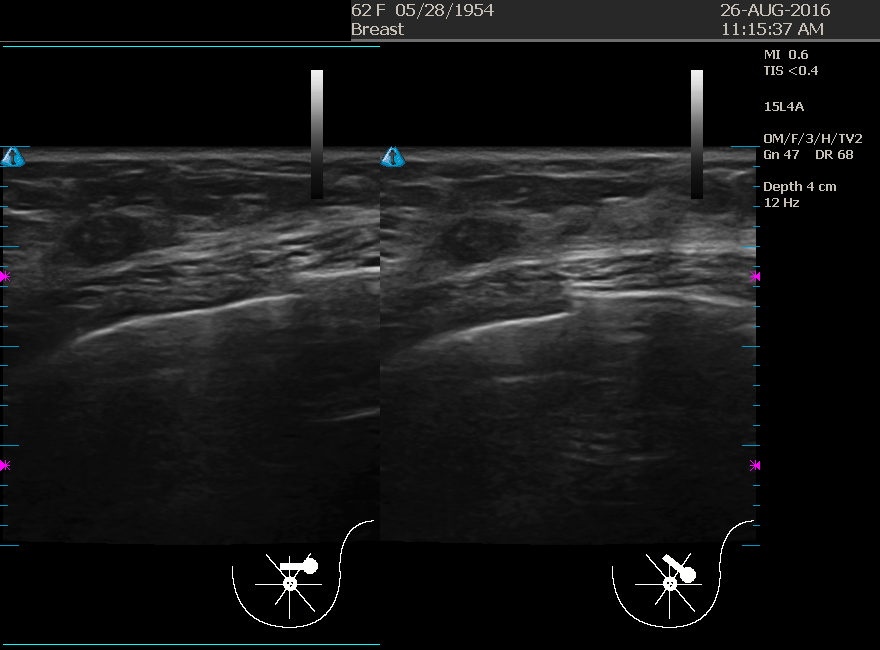 62 F 05/28/1954 26-AUG-2016
Breast 11:15:37 AM
MI 0.6
TIS <0.4
15L4A
OM/F/3/H/TV2
Gn 47 DR 68
Depth 4 cm
12 Hz